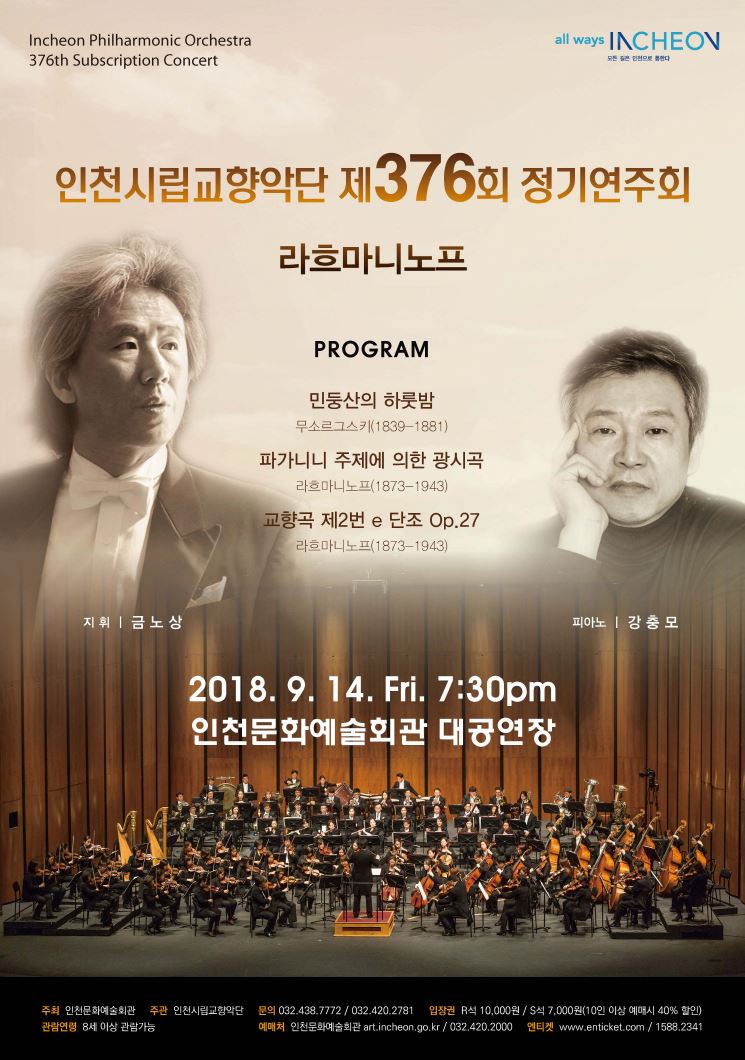 Incheon Philharmonic Orchestra
376th Subscription Concert
all ways INCHEON
모든 길은 인천으로 통한다
인천시립교향악단 제376회 정기연주회
라흐마니노프
PROGRAM
민둥산의 하룻밤
무소르그스키(1839-1881)
파가니니 주제에 의한 광시곡
라흐마니노프(1873-1943)
교향곡 제2번 e 단조 Op.27
라흐마니노프(1873-1943)
지휘 | 금노상
피아노 | 강충모
2018. 9. 14. Fri. 7:30pm
인천문화예술회관 대공연장
주최 인천문화예술회관 주관 인천시립교향악단 문의 032.438.7772 / 032.420.2781 입장권 R석 10,000원 / S석 7,000원(10인 이상 예매시 40% 할인)
관람연령 8세 이상 관람가능 예매처 인천문화예술회관 art.incheon.go.kr / 032.420.2000 엔티켓 www.enticket.com / 1588.2341